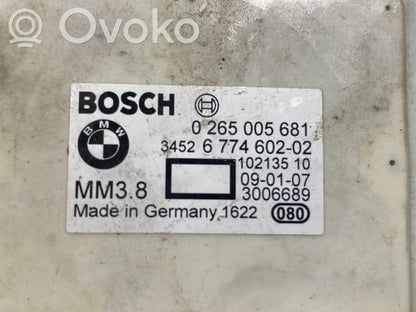 Ovoko
BOSCH
BMW
0 265 005 681
3452 6 774 602-02
102135 10
MM3.8
09-01-07
3006689
Made in Germany 1622
080